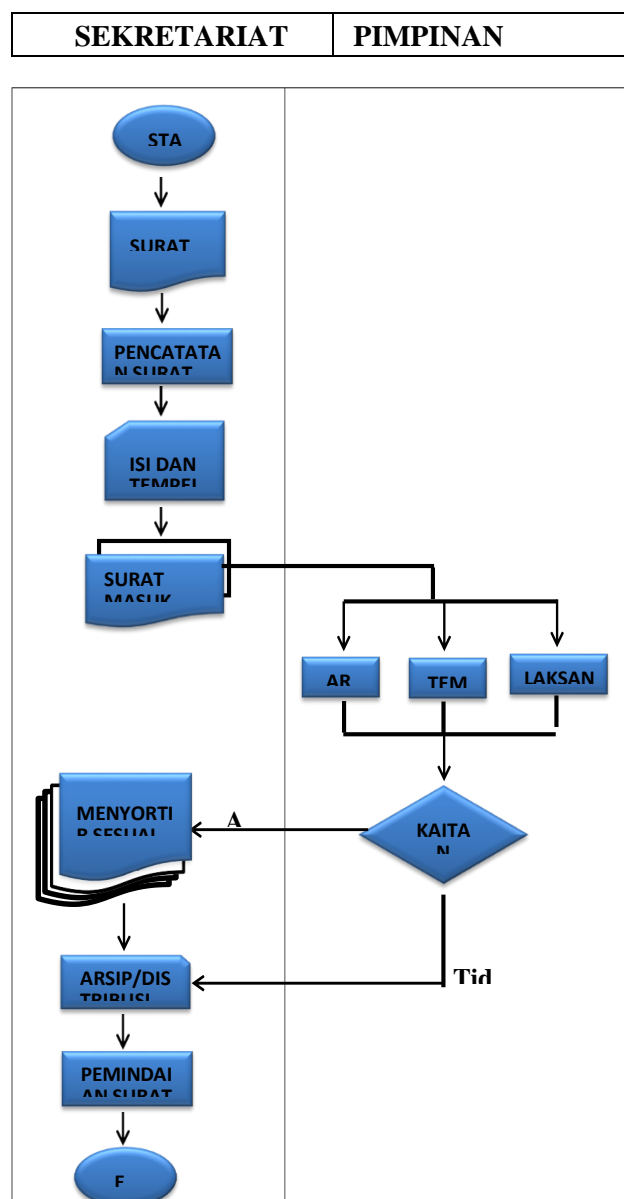 SEKRETARIAT PIMPINAN
STA
SURAT
PENCATATA
N SURAT
ISI DAN
TEMPEL
SURAT
MASUK
AR
TEM
LAKSAN
KAITA
N
A
MENYORTI
R SESUAI
Tid
ARSIP/DIS
TRIBUSI
PEMINDAI
AN SURAT
E